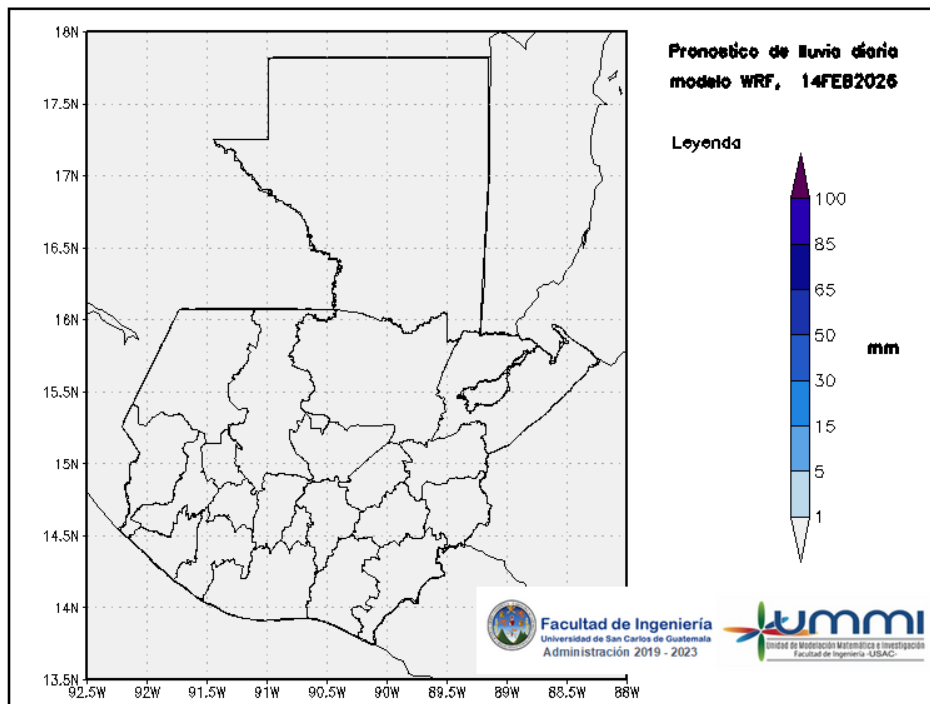 Pronostico de lluvia diaria
modelo WRF, 14FEB2026
Leyenda
100
85
65
50
30
15
5
1
mm
18N
17.5N
17N
16.5N
16N
15.5N
15N
14.5N
14N
13.5N
92.5W
92W
91.5W
91W
90.5W
90W
89.5W
89W
88.5W
88W
Facultad de Ingeniería
Universidad de San Carlos de Guatemala
Administración 2019 - 2023
ummi
Unidad de Modelación Matemática e Investigación
Facultad de Ingeniería -USAC-